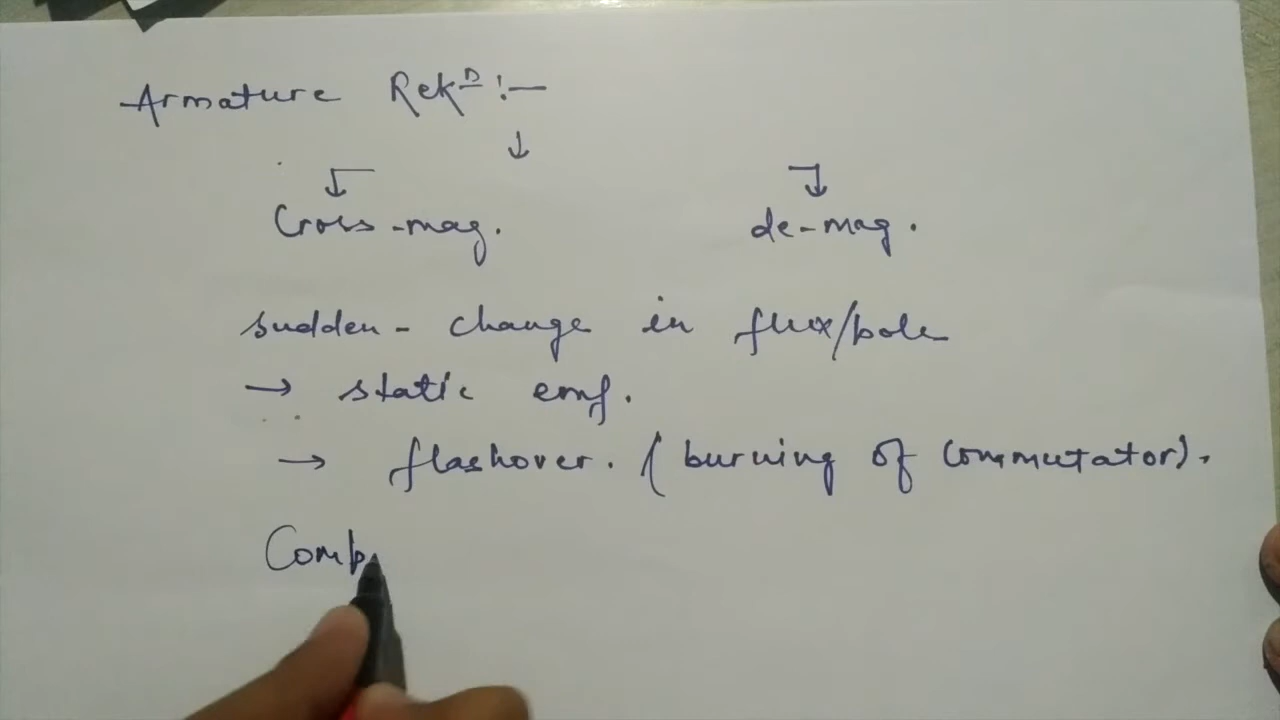 Armature Rekⁿ :-
↓
Cross-mag. de-mag.
sudden - change in flux/pole
→ static emf.
→ flashover. (burning of Commutator).
Comp